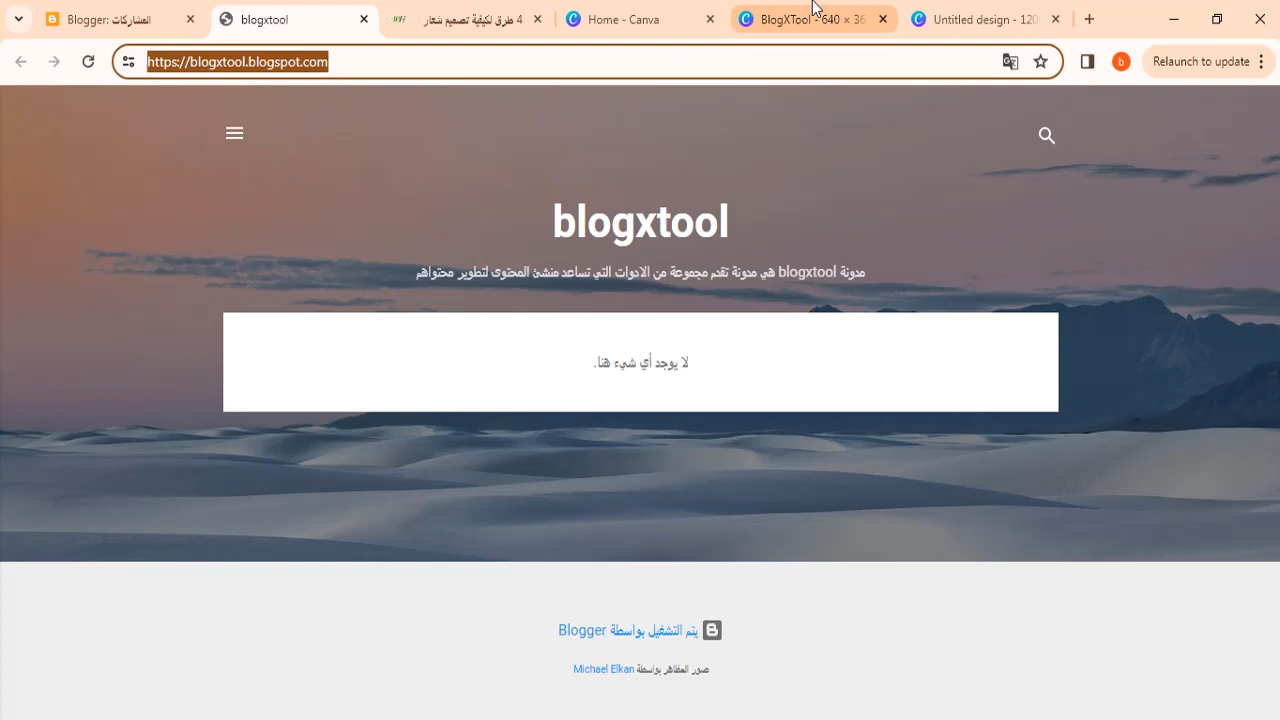 Blogger: المشاركات
blogxtool
4 طرق لكيفية تصميم شعار
Home - Canva
BlogXTool - 640 × 36
Untitled design - 120
https://blogxtool.blogspot.com
b
Relaunch to update
blogxtool
مدونة blogxtool هي مدونة تقدم مجموعة من الادوات التي تساعد منشئ المحتوى لتطوير محتواهم
لا يوجد أي شيء هنا.
يتم التشغيل بواسطة Blogger
صور المظاهر بواسطة Michael Elkan